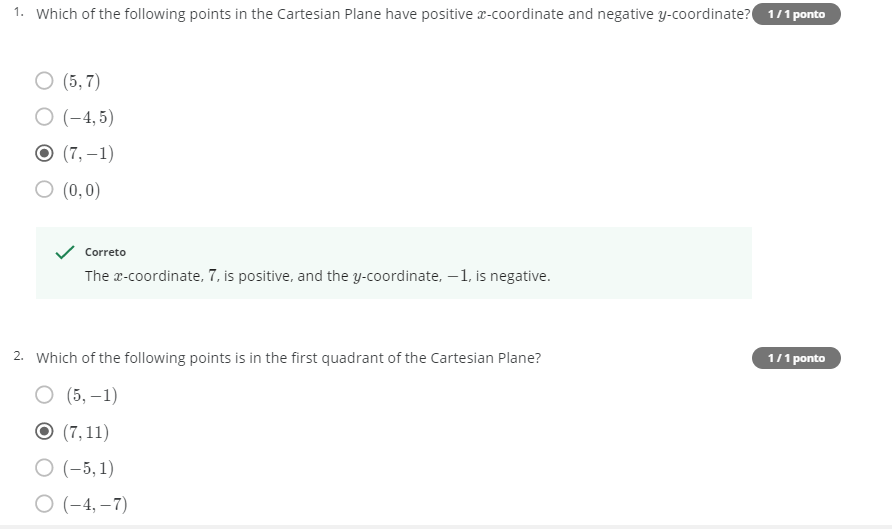 1. Which of the following points in the Cartesian Plane have positive x-coordinate and negative y-coordinate? 1 / 1 ponto
(5, 7)
(−4, 5)
(7, −1)
(0, 0)
Correto
The x-coordinate, 7, is positive, and the y-coordinate, −1, is negative.
2. Which of the following points is in the first quadrant of the Cartesian Plane? 1 / 1 ponto
(5, −1)
(7, 11)
(−5, 1)
(−4, −7)